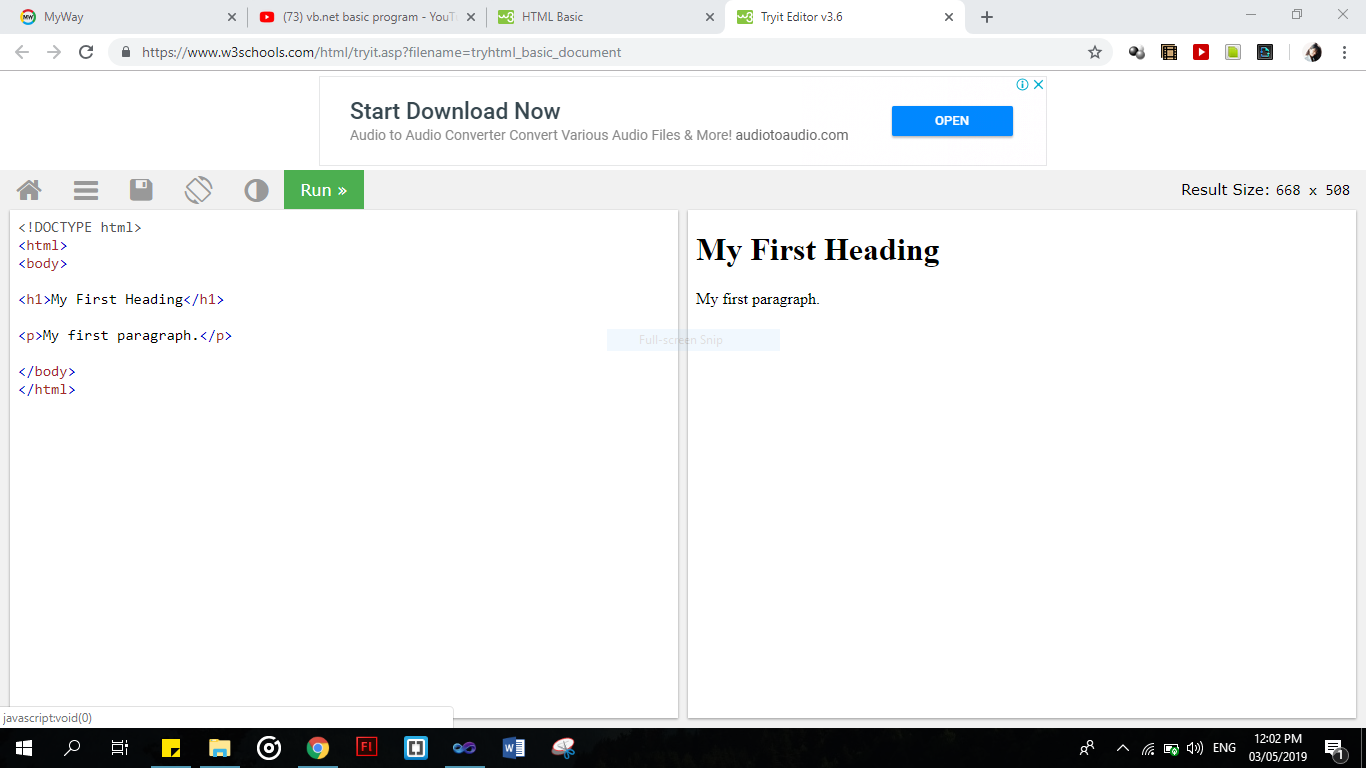 MyWay
(73) vb.net basic program - YouT
HTML Basic
Tryit Editor v3.6
https://www.w3schools.com/html/tryit.asp?filename=tryhtml_basic_document
Start Download Now
Audio to Audio Converter Convert Various Audio Files & More! audiotoaudio.com
OPEN
Run »
Result Size: 668 x 508
<!DOCTYPE html>
<html>
<body>
<h1>My First Heading</h1>
<p>My first paragraph.</p>
</body>
</html>
My First Heading
My first paragraph.
Full-screen Snip
javascript:void(0)
ENG
12:02 PM
03/05/2019
1